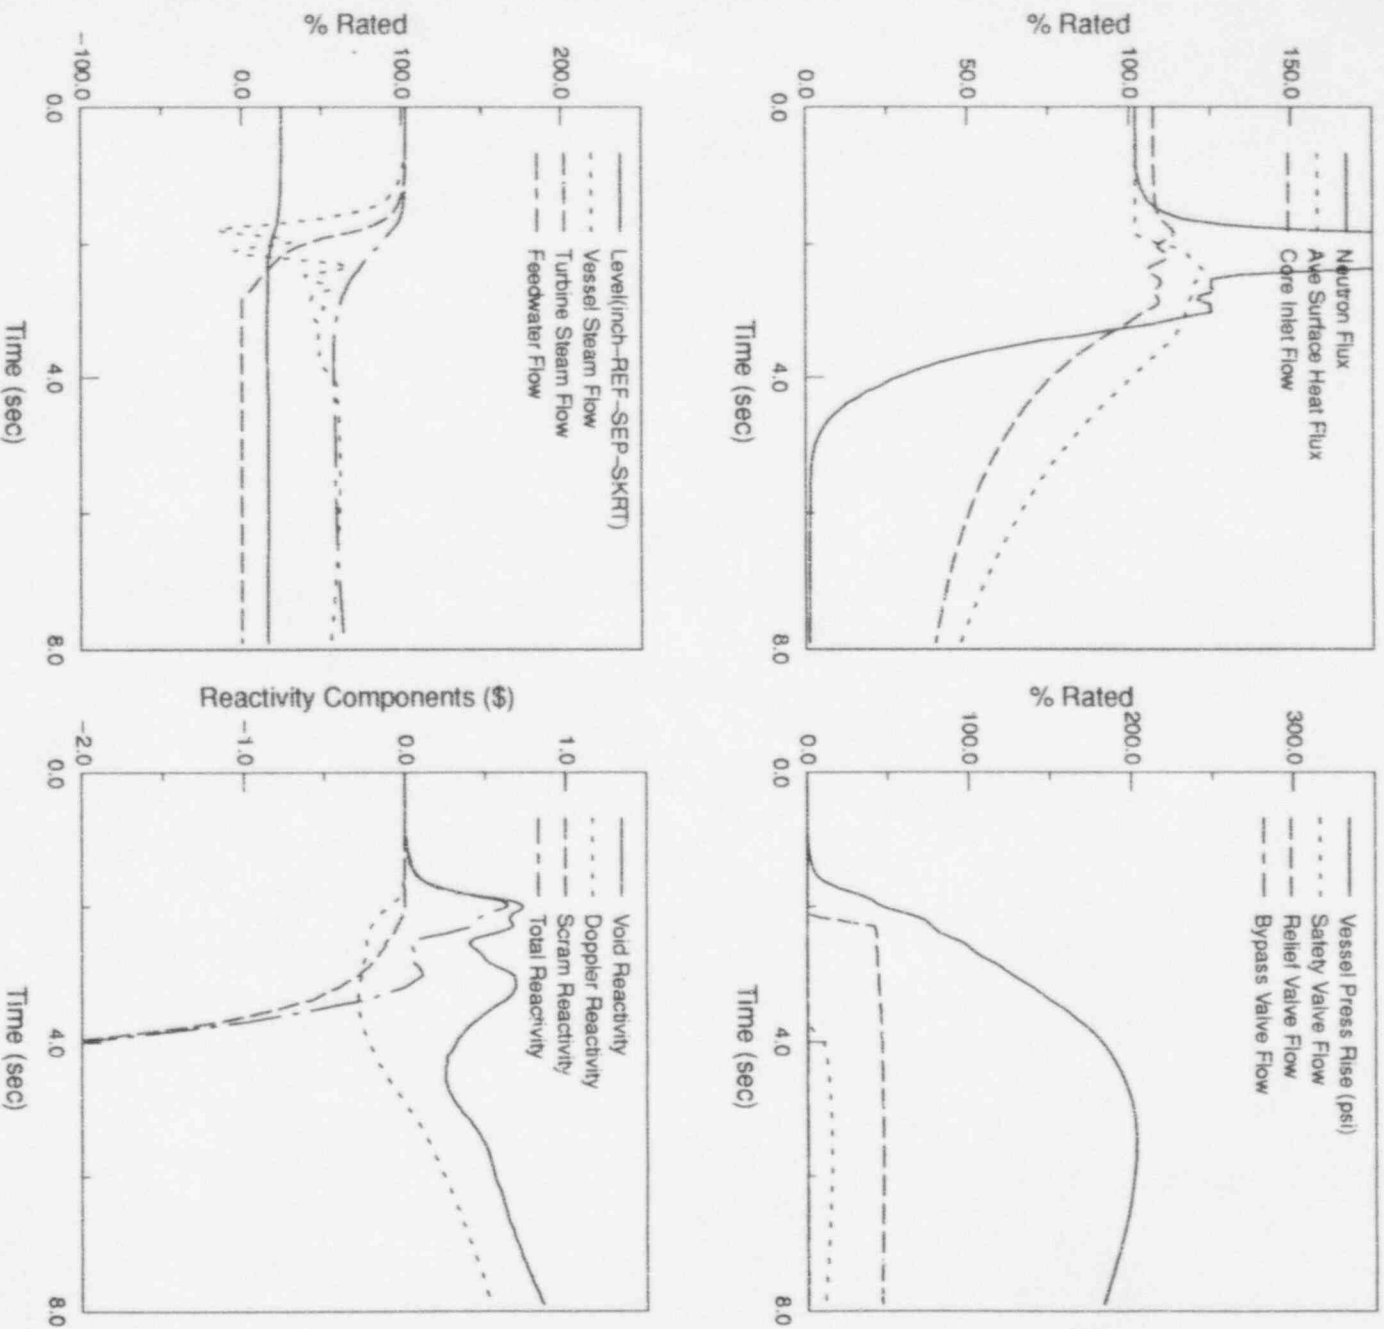 % Rated
150.0
100.0
50.0
0.0
0.0
4.0
8.0
Time (sec)
Neutron Flux
Ave Surface Heat Flux
Core Inlet Flow
% Rated
300.0
200.0
100.0
0.0
0.0
4.0
8.0
Time (sec)
Vessel Press Rise (psi)
Safety Valve Flow
Relief Valve Flow
Bypass Valve Flow
% Rated
200.0
100.0
0.0
-100.0
0.0
4.0
8.0
Time (sec)
Level(inch-REF-SEP-SKRT)
Vessel Steam Flow
Turbine Steam Flow
Feedwater Flow
Reactivity Components ($)
1.0
0.0
-1.0
-2.0
0.0
4.0
8.0
Time (sec)
Void Reactivity
Doppler Reactivity
Scram Reactivity
Total Reactivity